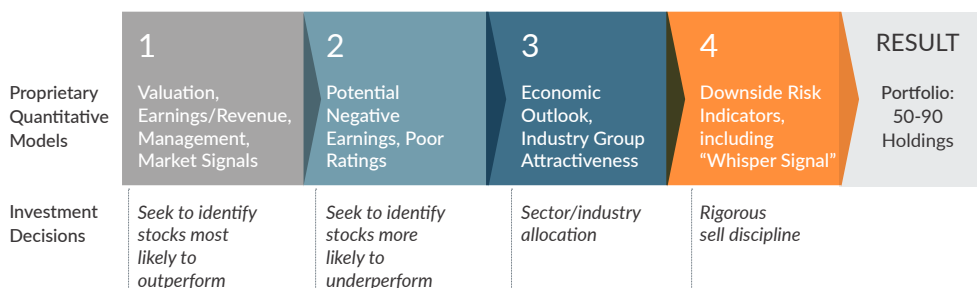 1
2
3
4
RESULT
Proprietary
Quantitative
Models
Valuation,
Earnings/Revenue,
Management,
Market Signals
Potential
Negative
Earnings, Poor
Ratings
Economic
Outlook,
Industry Group
Attractiveness
Downside Risk
Indicators,
including
“Whisper Signal”
Portfolio:
50-90
Holdings
Investment
Decisions
Seek to identify
stocks most
likely to
outperform
Seek to identify
stocks more
likely to
underperform
Sector/industry
allocation
Rigorous
sell discipline